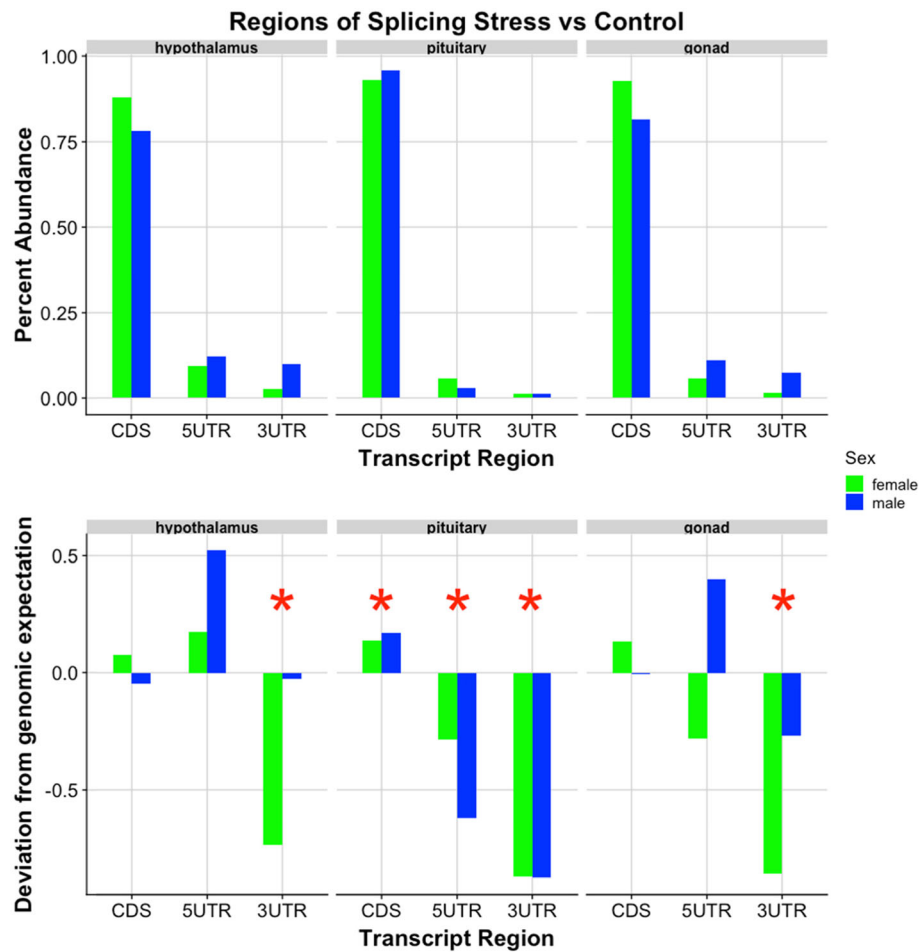 Regions of Splicing Stress vs Control
hypothalamus pituitary gonad
Percent Abundance
1.00
0.75
0.50
0.25
0.00
CDS 5UTR 3UTR CDS 5UTR 3UTR CDS 5UTR 3UTR
Transcript Region
Sex
female
male
hypothalamus pituitary gonad
Deviation from genomic expectation
0.5
* * * * *
0.0
-0.5
CDS 5UTR 3UTR CDS 5UTR 3UTR CDS 5UTR 3UTR
Transcript Region